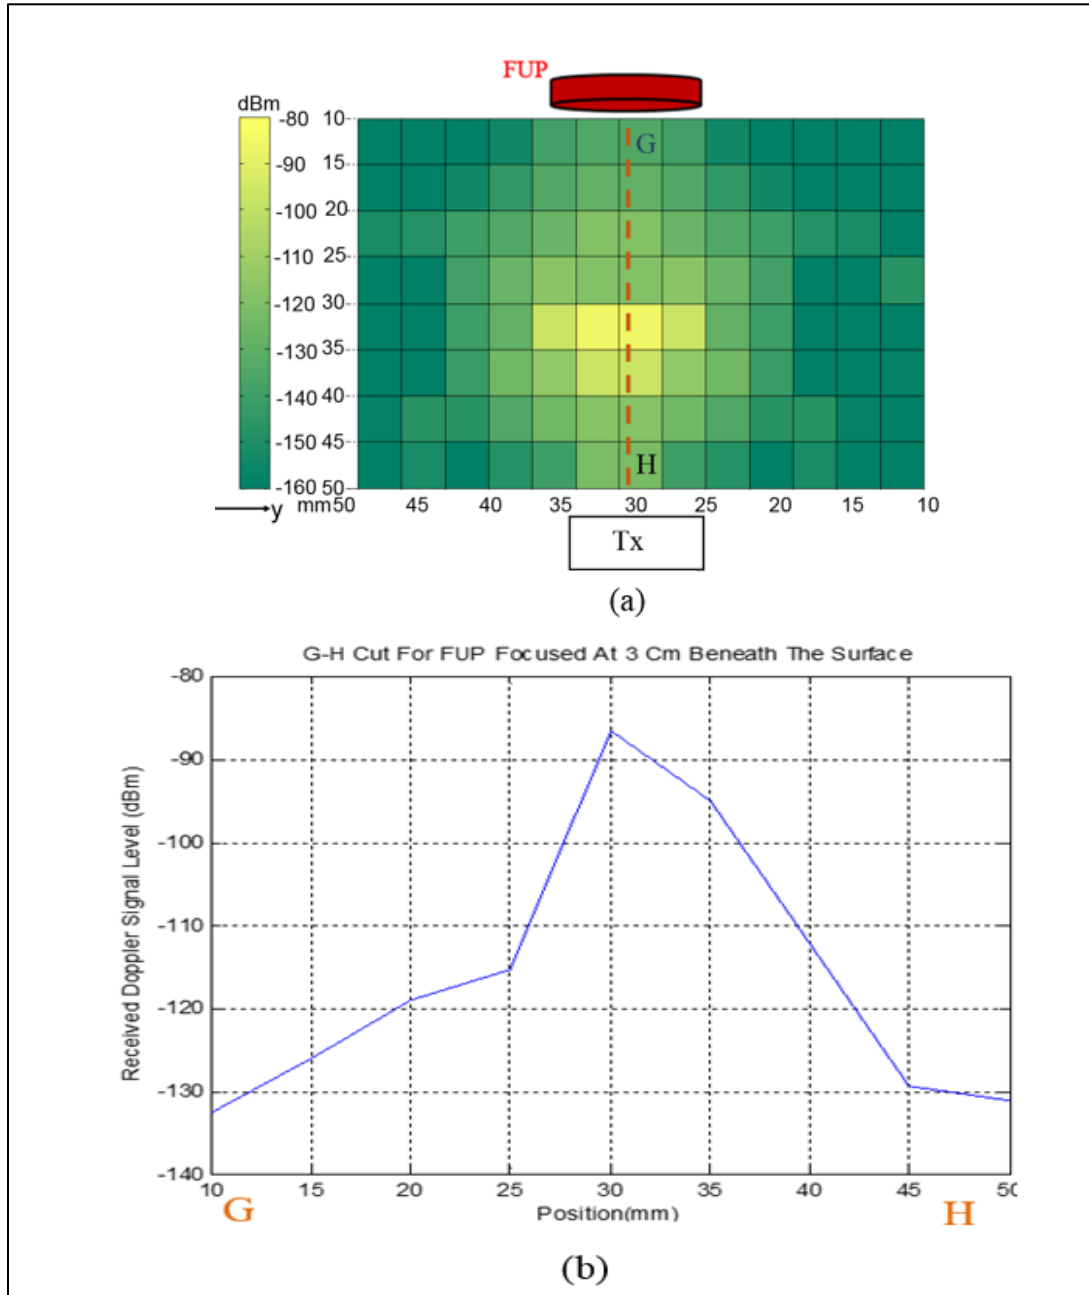 FUP
dBm
-80
-90
-100
-110
-120
-130
-140
-150
-160
10
15
20
25
30
35
40
45
50
G
H
y
mm50 45 40 35 30 25 20 15 10
Tx
(a)
G-H Cut For FUP Focused At 3 Cm Beneath The Surface
Received Doppler Signal Level (dBm)
-80
-90
-100
-110
-120
-130
-140
10 15 20 25 30 35 40 45 50
G H
Position(mm)
(b)